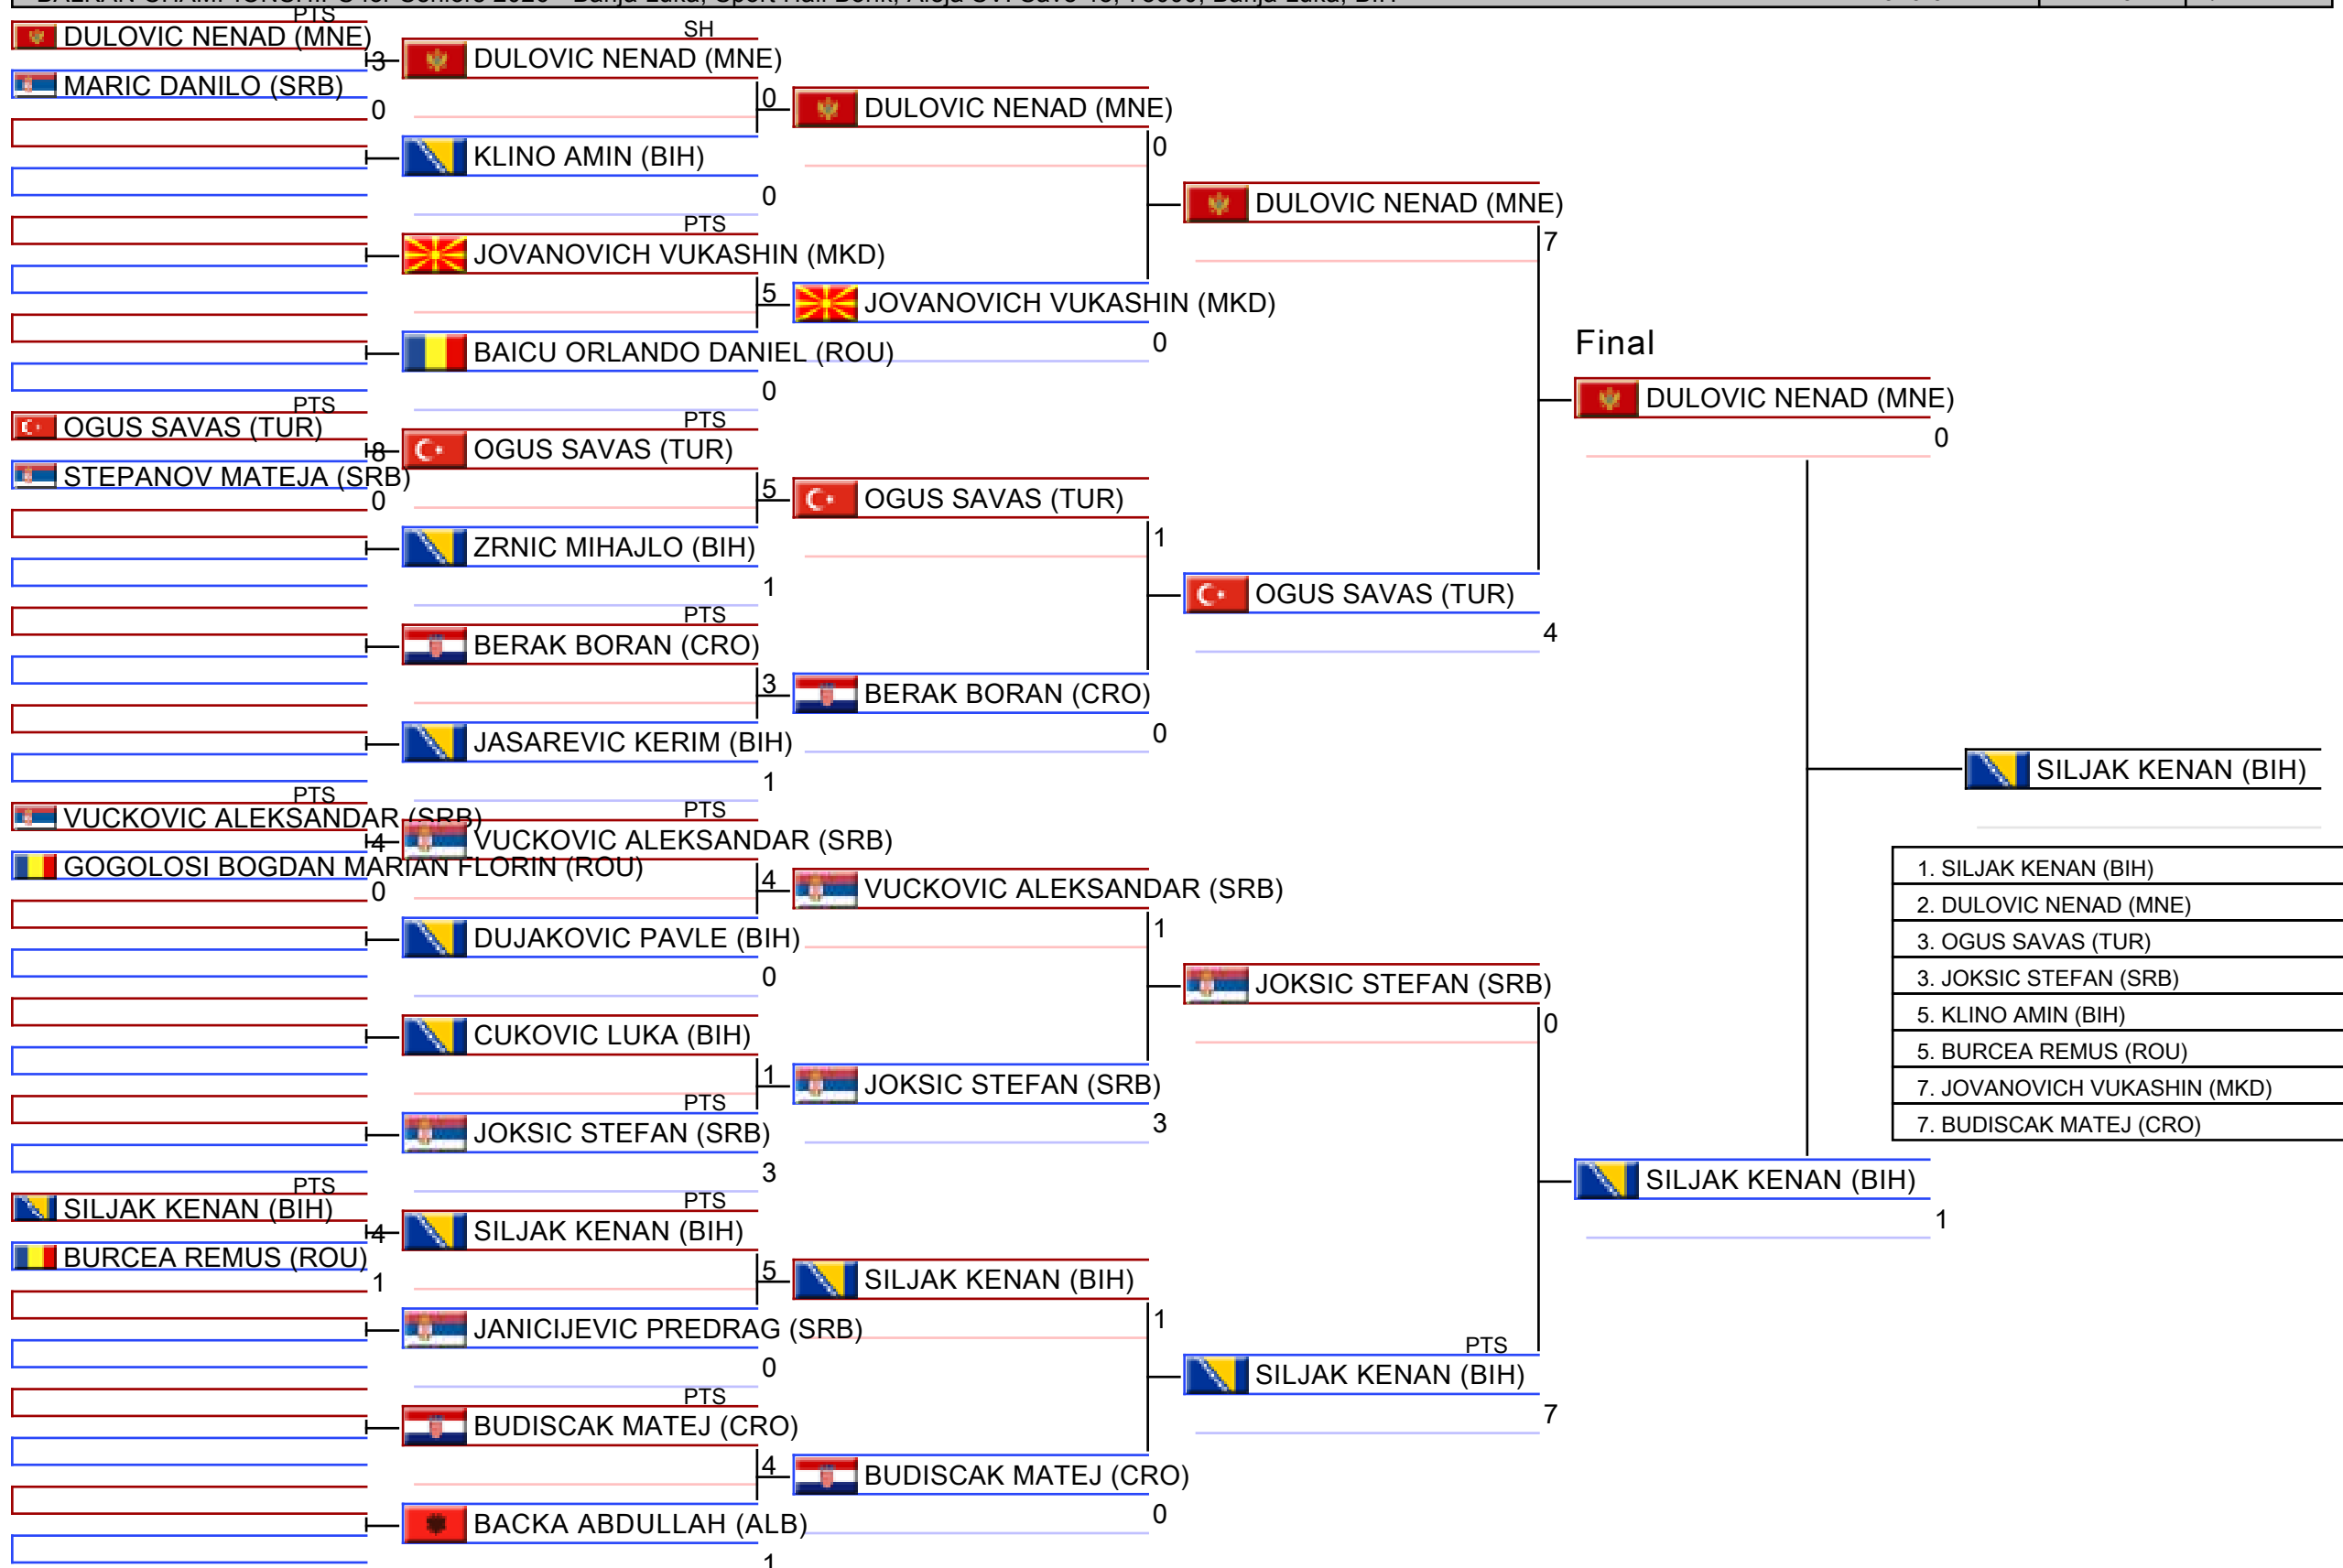 PTS
DULOVIC NENAD (MNE)
3
MARIC DANILO (SRB)
0
PTS
OGUS SAVAS (TUR)
8
STEPANOV MATEJA (SRB)
0
PTS
VUCKOVIC ALEKSANDAR (SRB)
4
GOGOLOSI BOGDAN MARIAN FLORIN (ROU)
0
PTS
SILJAK KENAN (BIH)
4
BURCEA REMUS (ROU)
1
SH
DULOVIC NENAD (MNE)
0
KLINO AMIN (BIH)
0
PTS
JOVANOVICH VUKASHIN (MKD)
5
BAICU ORLANDO DANIEL (ROU)
0
PTS
OGUS SAVAS (TUR)
5
ZRNIC MIHAJLO (BIH)
1
PTS
BERAK BORAN (CRO)
3
JASAREVIC KERIM (BIH)
1
PTS
VUCKOVIC ALEKSANDAR (SRB)
4
DUJAKOVIC PAVLE (BIH)
0
CUKOVIC LUKA (BIH)
1
PTS
JOKSIC STEFAN (SRB)
3
PTS
SILJAK KENAN (BIH)
5
JANICIJEVIC PREDRAG (SRB)
0
PTS
BUDISCAK MATEJ (CRO)
4
BACKA ABDULLAH (ALB)
1
DULOVIC NENAD (MNE)
0
JOVANOVICH VUKASHIN (MKD)
0
OGUS SAVAS (TUR)
1
BERAK BORAN (CRO)
0
VUCKOVIC ALEKSANDAR (SRB)
1
JOKSIC STEFAN (SRB)
3
SILJAK KENAN (BIH)
1
BUDISCAK MATEJ (CRO)
0
DULOVIC NENAD (MNE)
7
OGUS SAVAS (TUR)
4
JOKSIC STEFAN (SRB)
0
PTS
SILJAK KENAN (BIH)
7
Final
DULOVIC NENAD (MNE)
0
SILJAK KENAN (BIH)
1
SILJAK KENAN (BIH)
1. SILJAK KENAN (BIH)
2. DULOVIC NENAD (MNE)
3. OGUS SAVAS (TUR)
3. JOKSIC STEFAN (SRB)
5. KLINO AMIN (BIH)
5. BURCEA REMUS (ROU)
7. JOVANOVICH VUKASHIN (MKD)
7. BUDISCAK MATEJ (CRO)